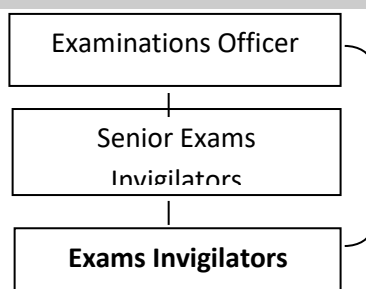 Examinations Officer
Senior Exams
Invigilators
Exams Invigilators